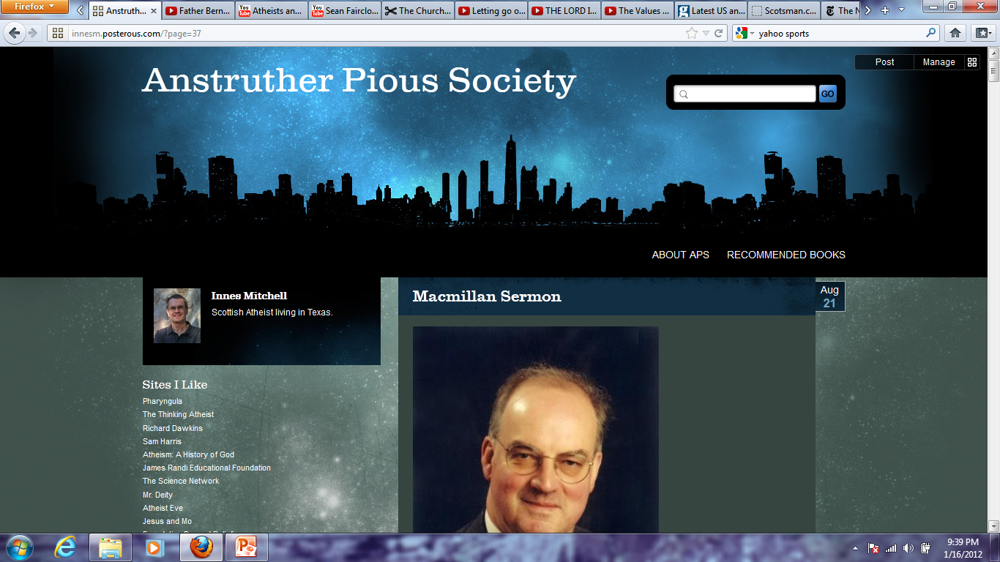 Firefox
Anstruth...
Father Bern...
You Tube
Atheists an...
You Tube
Sean Fairclo...
The Church...
Letting go o...
THE LORD I...
The Values ...
Latest US an...
Scotsman.c...
The N
innesm.posterous.com/?page=37
yahoo sports
Post
Manage
Anstruther Pious Society
GO
ABOUT APS
RECOMMENDED BOOKS
Innes Mitchell
Scottish Atheist living in Texas.
Macmillan Sermon
Aug
21
Sites I Like
Pharyngula
The Thinking Atheist
Richard Dawkins
Sam Harris
Atheism: A History of God
James Randi Educational Foundation
The Science Network
Mr. Deity
Atheist Eve
Jesus and Mo
9:39 PM
1/16/2012